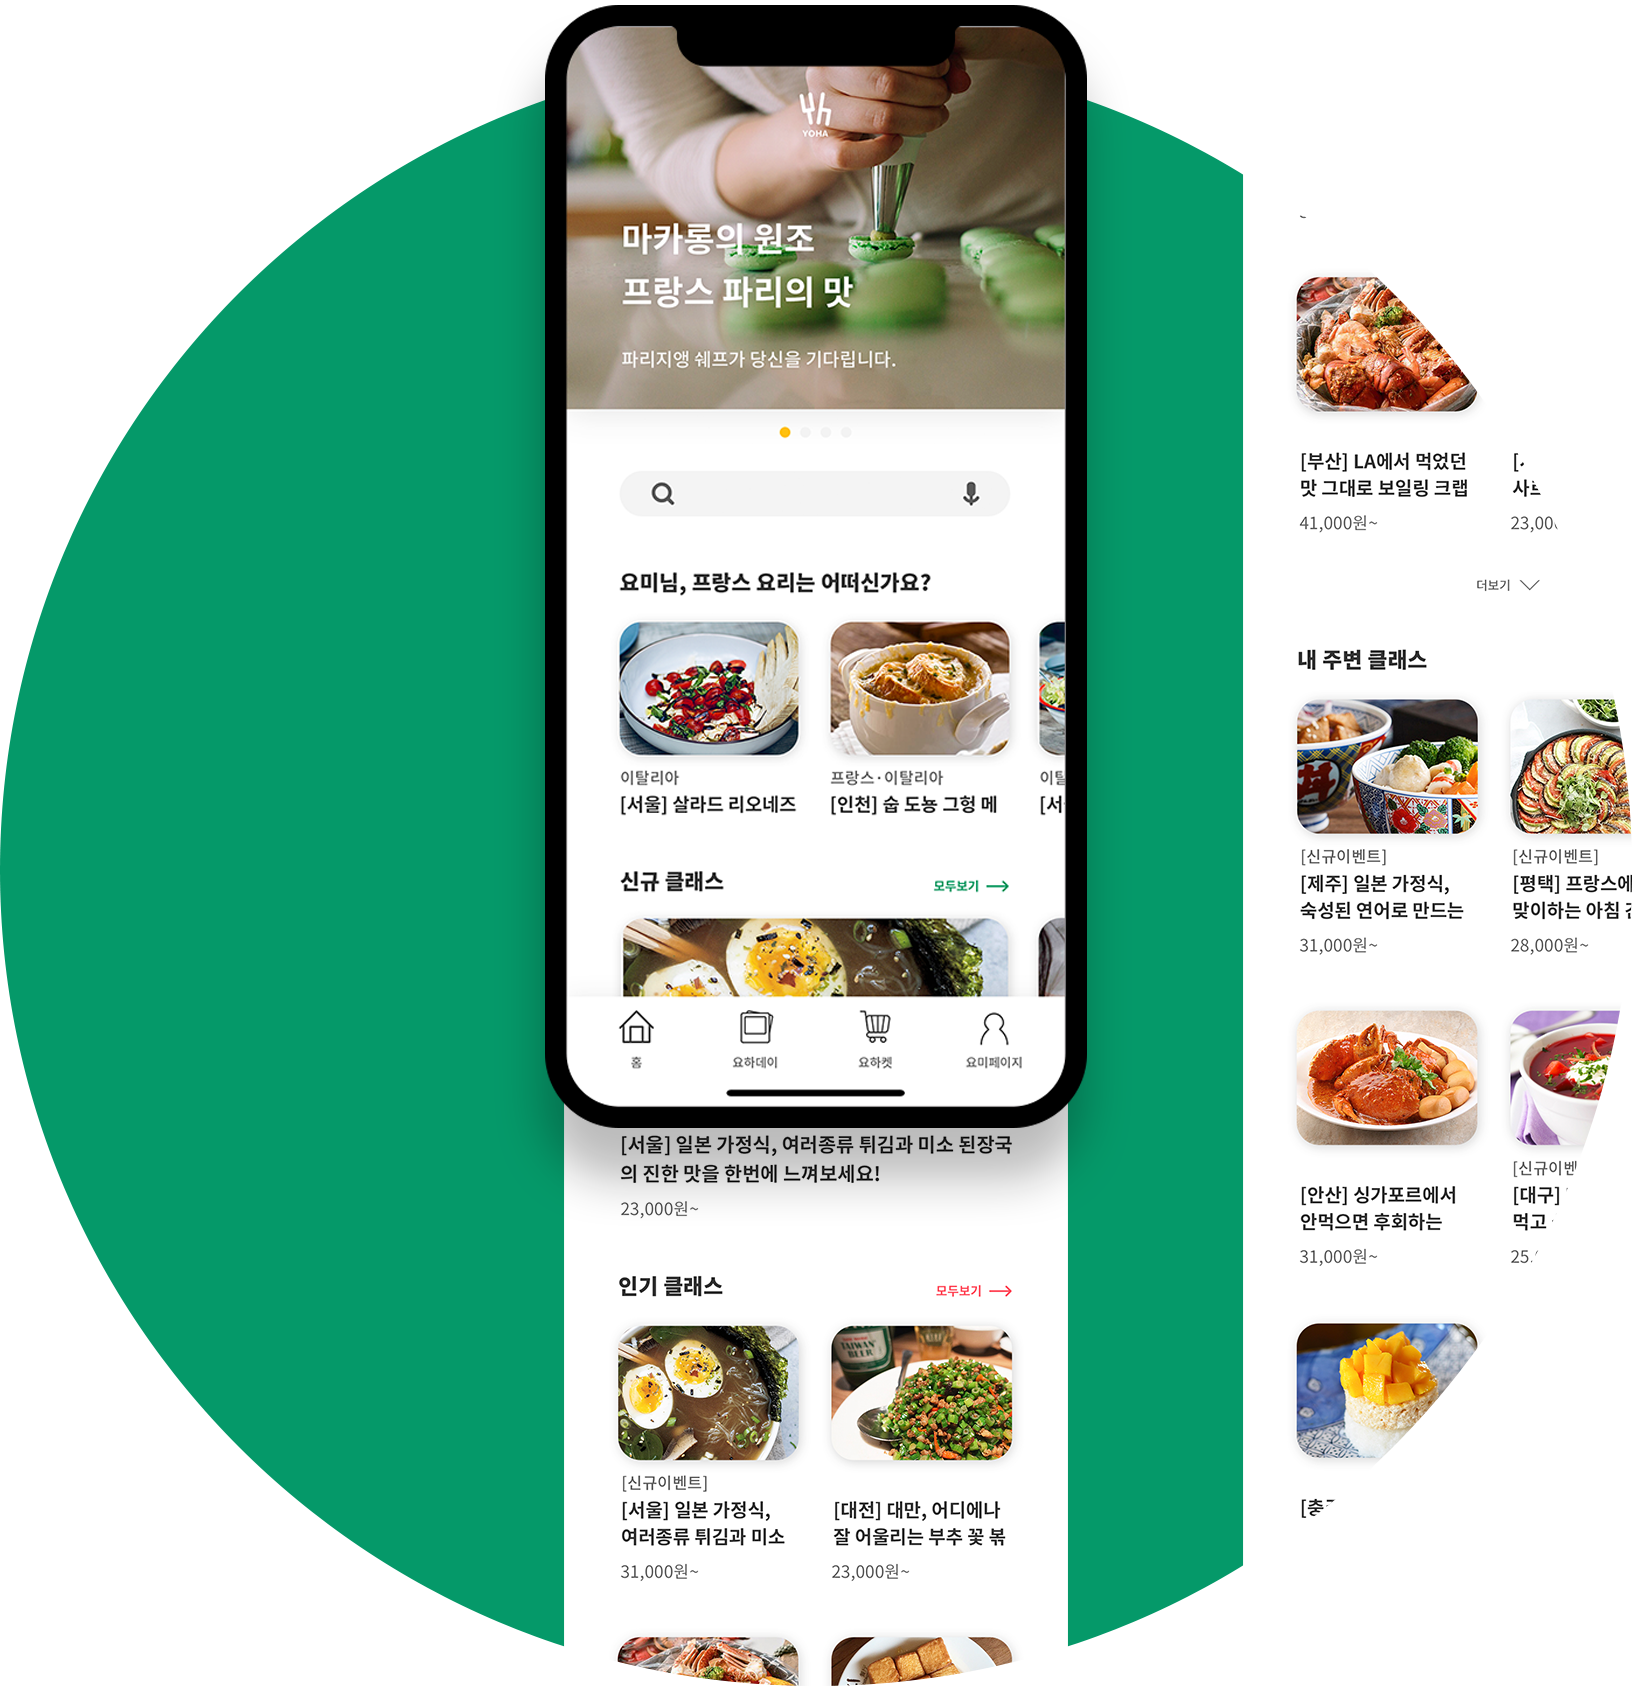 YOHA
마카롱의 원조
프랑스 파리의 맛
파리지앵 쉐프가 당신을 기다립니다.
요미님, 프랑스 요리는 어떠신가요?
이탈리아
[서울] 살라드 리오네즈
프랑스·이탈리아
[인천] 숩 도뇽 그헝 메
이탈
[서
신규 클래스
모두보기
홈
요하데이
요하켓
요미페이지
[서울] 일본 가정식, 여러종류 튀김과 미소 된장국
의 진한 맛을 한번에 느껴보세요!
23,000원~
인기 클래스
모두보기
TAIWAN
BEER
[신규이벤트]
[서울] 일본 가정식,
여러종류 튀김과 미소
31,000원~
[대전] 대만, 어디에나
잘 어울리는 부추 꽃 볶
23,000원~
[부산] LA에서 먹었던
맛 그대로 보일링 크랩
41,000원~
23,00
더보기
내 주변 클래스
[신규이벤트]
[제주] 일본 가정식,
숙성된 연어로 만드는
31,000원~
[신규이벤트]
[평택] 프랑스에
맞이하는 아침
28,000원~
[안산] 싱가포르에서
안먹으면 후회하는
31,000원~
[신규이벤
[대구]
먹고
25